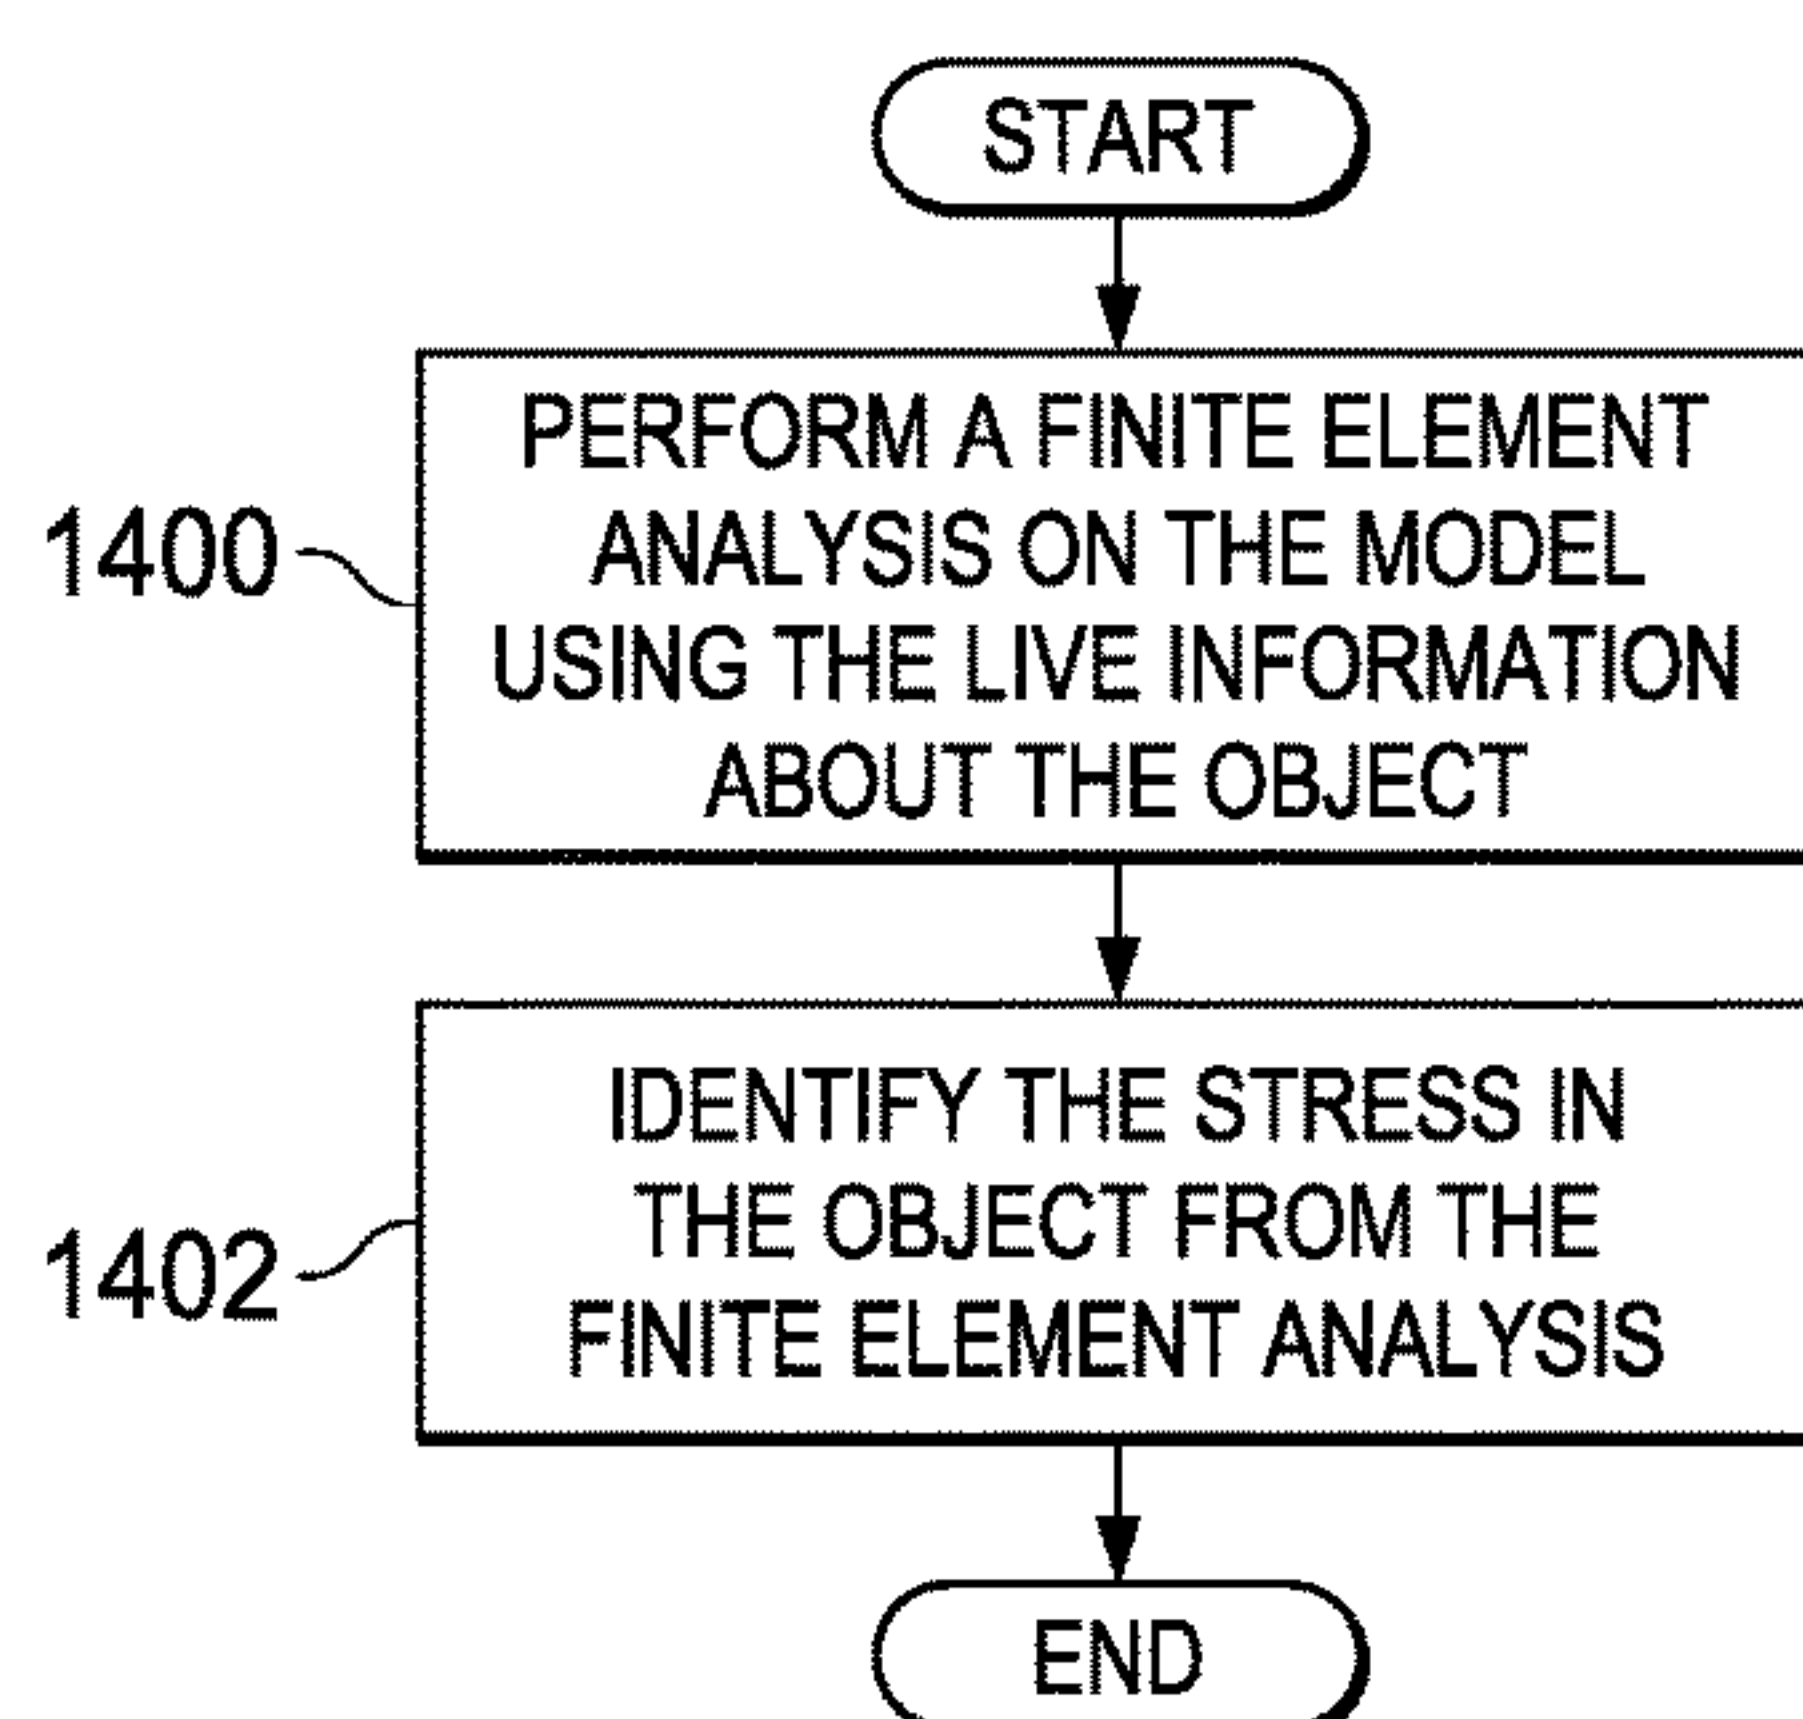 START
PERFORM A FINITE ELEMENT
ANALYSIS ON THE MODEL
USING THE LIVE INFORMATION
ABOUT THE OBJECT
1400
IDENTIFY THE STRESS IN
THE OBJECT FROM THE
FINITE ELEMENT ANALYSIS
1402
END